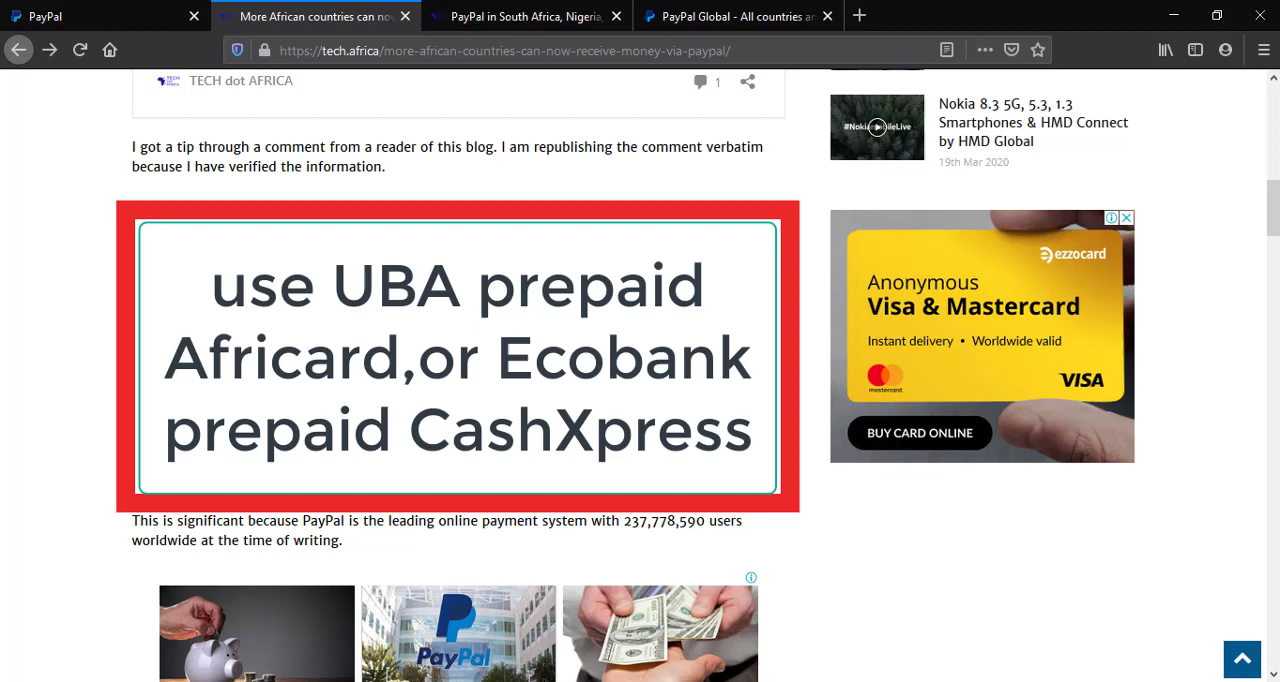 PayPal
More African countries can now
PayPal in South Africa, Nigeria,
PayPal Global - All countries an
https://tech.africa/more-african-countries-can-now-receive-money-via-paypal/
TECH dot AFRICA
1
I got a tip through a comment from a reader of this blog. I am republishing the comment verbatim
because I have verified the information.
use UBA prepaid
Africard,or Ecobank
prepaid CashXpress
This is significant because PayPal is the leading online payment system with 237,778,590 users
worldwide at the time of writing.
PayPal
Nokia 8.3 5G, 5.3, 1.3
Smartphones & HMD Connect
by HMD Global
19th Mar 2020
ezzocard
Anonymous
Visa & Mastercard
Instant delivery • Worldwide valid
mastercard
VISA
BUY CARD ONLINE